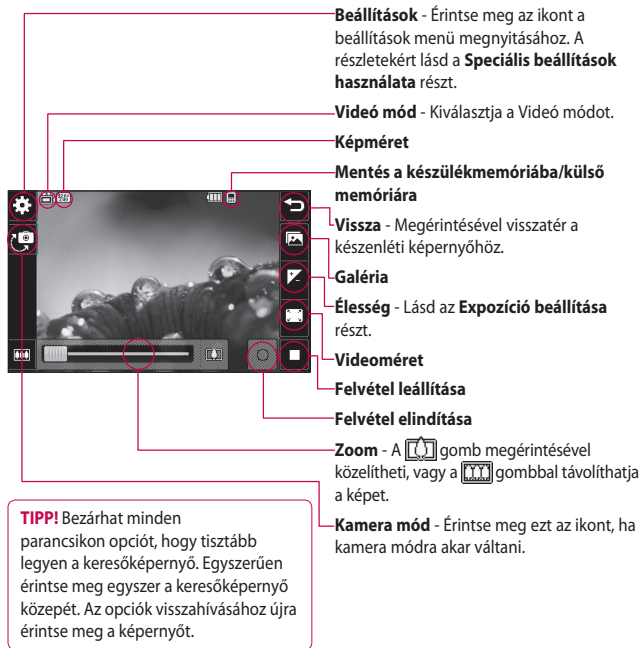 Beállítások - Érintse meg az ikont a
beállítások menü megnyitásához. A
részletekért lásd a Speciális beállítások
használata részt.
Videó mód - Kiválasztja a Videó módot.
Képméret
Mentés a készülékmemóriába/külső
memóriára
Vissza - Megérintésével visszatér a
készenléti képernyőhöz.
Galéria
Élesség - Lásd az Expozíció beállítása
részt.
Videoméret
Felvétel leállítása
Felvétel elindítása
Zoom - A gomb megérintésével
közelítheti, vagy a gombbal távolíthatja
a képet.
Kamera mód - Érintse meg ezt az ikont, ha
kamera módra akar váltani.
TIPP! Bezárhat minden
parancsikon opciót, hogy tisztább
legyen a keresőképernyő. Egyszerűen
érintse meg egyszer a keresőképernyő
közepét. Az opciók visszahívásához újra
érintse meg a képernyőt.